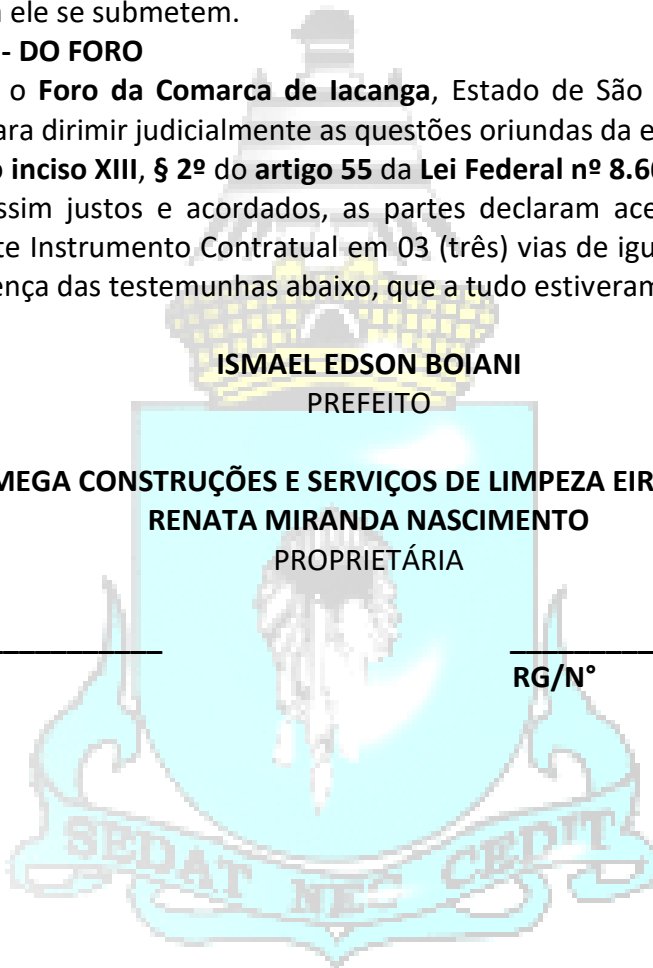 ele se submetem.
- DO FORO
o Foro da Comarca de Iacanga, Estado de São
ara dirimir judicialmente as questões oriundas da e
o inciso XIII, § 2º do artigo 55 da Lei Federal nº 8.6
ssim justos e acordados, as partes declaram ace
te Instrumento Contratual em 03 (três) vias de igu
ença das testemunhas abaixo, que a tudo estiveram
ISMAEL EDSON BOIANI
PREFEITO
MEGA CONSTRUÇÕES E SERVIÇOS DE LIMPEZA EIR
RENATA MIRANDA NASCIMENTO
PROPRIETÁRIA
RG/N°
SEDAT NEC CEDIT